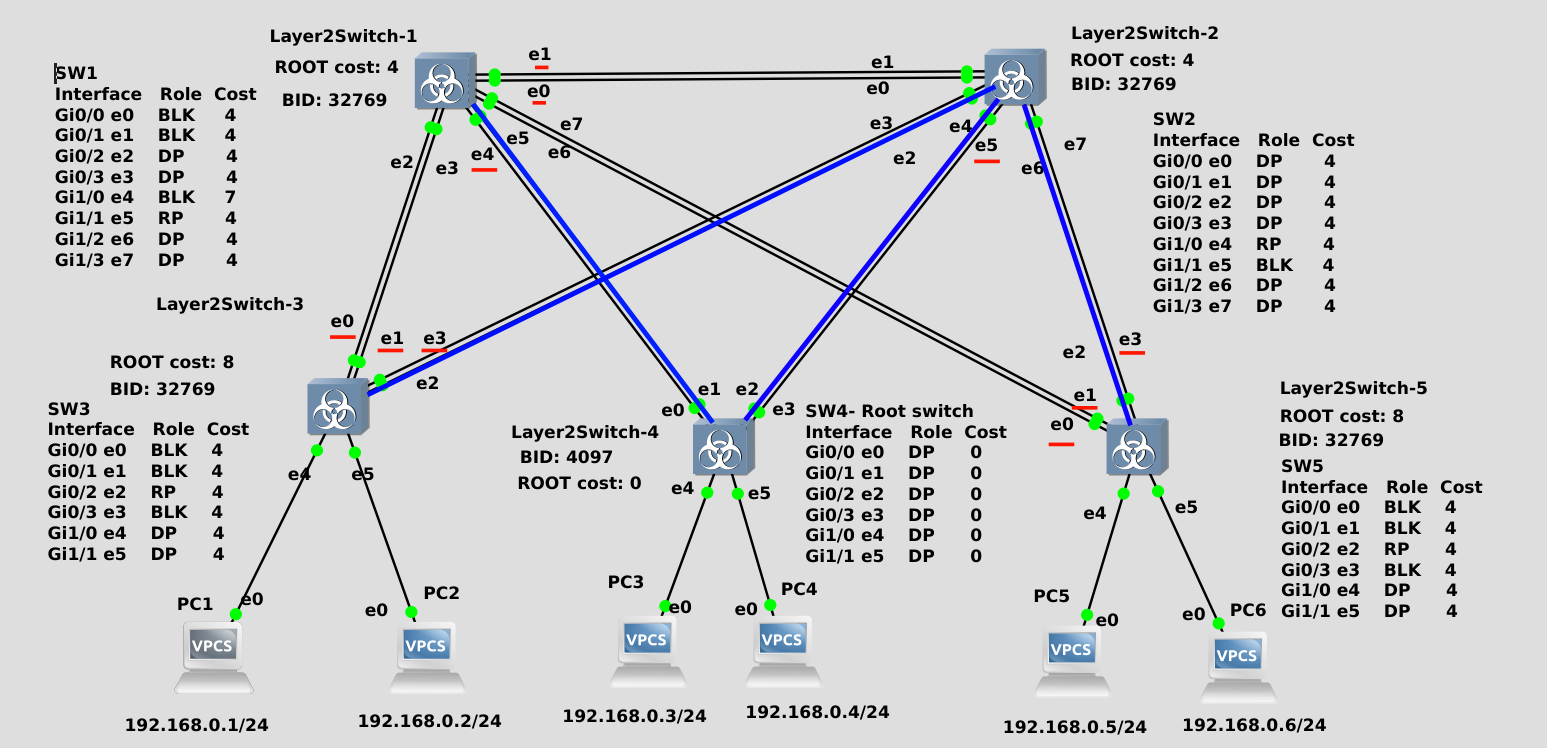 Layer2Switch-1
ROOT cost: 4
BID: 32769
SW1
Interface Role Cost
Gi0/0 e0 BLK 4
Gi0/1 e1 BLK 4
Gi0/2 e2 DP 4
Gi0/3 e3 DP 4
Gi1/0 e4 BLK 7
Gi1/1 e5 RP 4
Gi1/2 e6 DP 4
Gi1/3 e7 DP 4
e1
e0
e7
e6
e5
e4
e3
e2
Layer2Switch-2
ROOT cost: 4
BID: 32769
SW2
Interface Role Cost
Gi0/0 e0 DP 4
Gi0/1 e1 DP 4
Gi0/2 e2 DP 4
Gi0/3 e3 DP 4
Gi1/0 e4 RP 4
Gi1/1 e5 BLK 4
Gi1/2 e6 DP 4
Gi1/3 e7 DP 4
e1
e0
e3
e2
e4
e5
e6
e7
Layer2Switch-3
ROOT cost: 8
BID: 32769
SW3
Interface Role Cost
Gi0/0 e0 BLK 4
Gi0/1 e1 BLK 4
Gi0/2 e2 RP 4
Gi0/3 e3 BLK 4
Gi1/0 e4 DP 4
Gi1/1 e5 DP 4
e0
e1
e3
e2
e4
e5
Layer2Switch-4
BID: 4097
ROOT cost: 0
e0
e1
e2
e3
e4
e5
SW4- Root switch
Interface Role Cost
Gi0/0 e0 DP 0
Gi0/1 e1 DP 0
Gi0/2 e2 DP 0
Gi0/3 e3 DP 0
Gi1/0 e4 DP 0
Gi1/1 e5 DP 0
e2
e3
e1
e0
e4
e5
Layer2Switch-5
ROOT cost: 8
BID: 32769
SW5
Interface Role Cost
Gi0/0 e0 BLK 4
Gi0/1 e1 BLK 4
Gi0/2 e2 RP 4
Gi0/3 e3 BLK 4
Gi1/0 e4 DP 4
Gi1/1 e5 DP 4
PC1
e0
VPCS
192.168.0.1/24
PC2
e0
VPCS
192.168.0.2/24
PC3
e0
VPCS
192.168.0.3/24
PC4
e0
VPCS
192.168.0.4/24
PC5
e0
VPCS
192.168.0.5/24
PC6
e0
VPCS
192.168.0.6/24